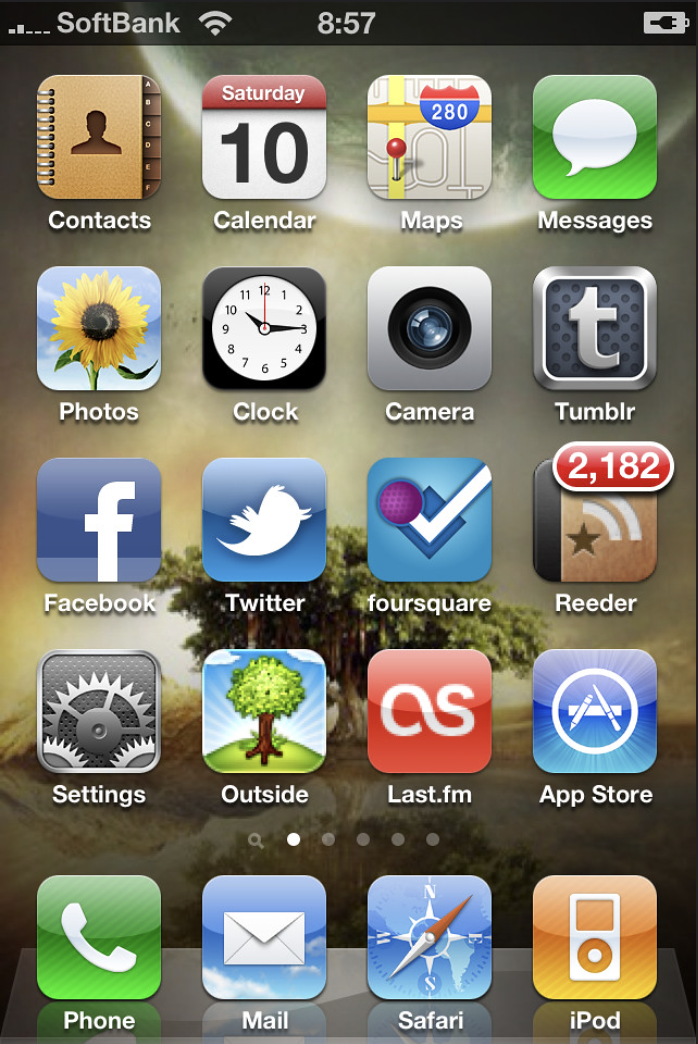 SoftBank 8:57
Saturday
10
280
A
B
C
D
E
F
Contacts Calendar Maps Messages
11 12 1
10 2
9 3
8 4
7 6 5
t
Photos Clock Camera Tumblr
2,182
f
Facebook Twitter foursquare Reeder
as
Settings Outside Last.fm App Store
N
S
Phone Mail Safari iPod